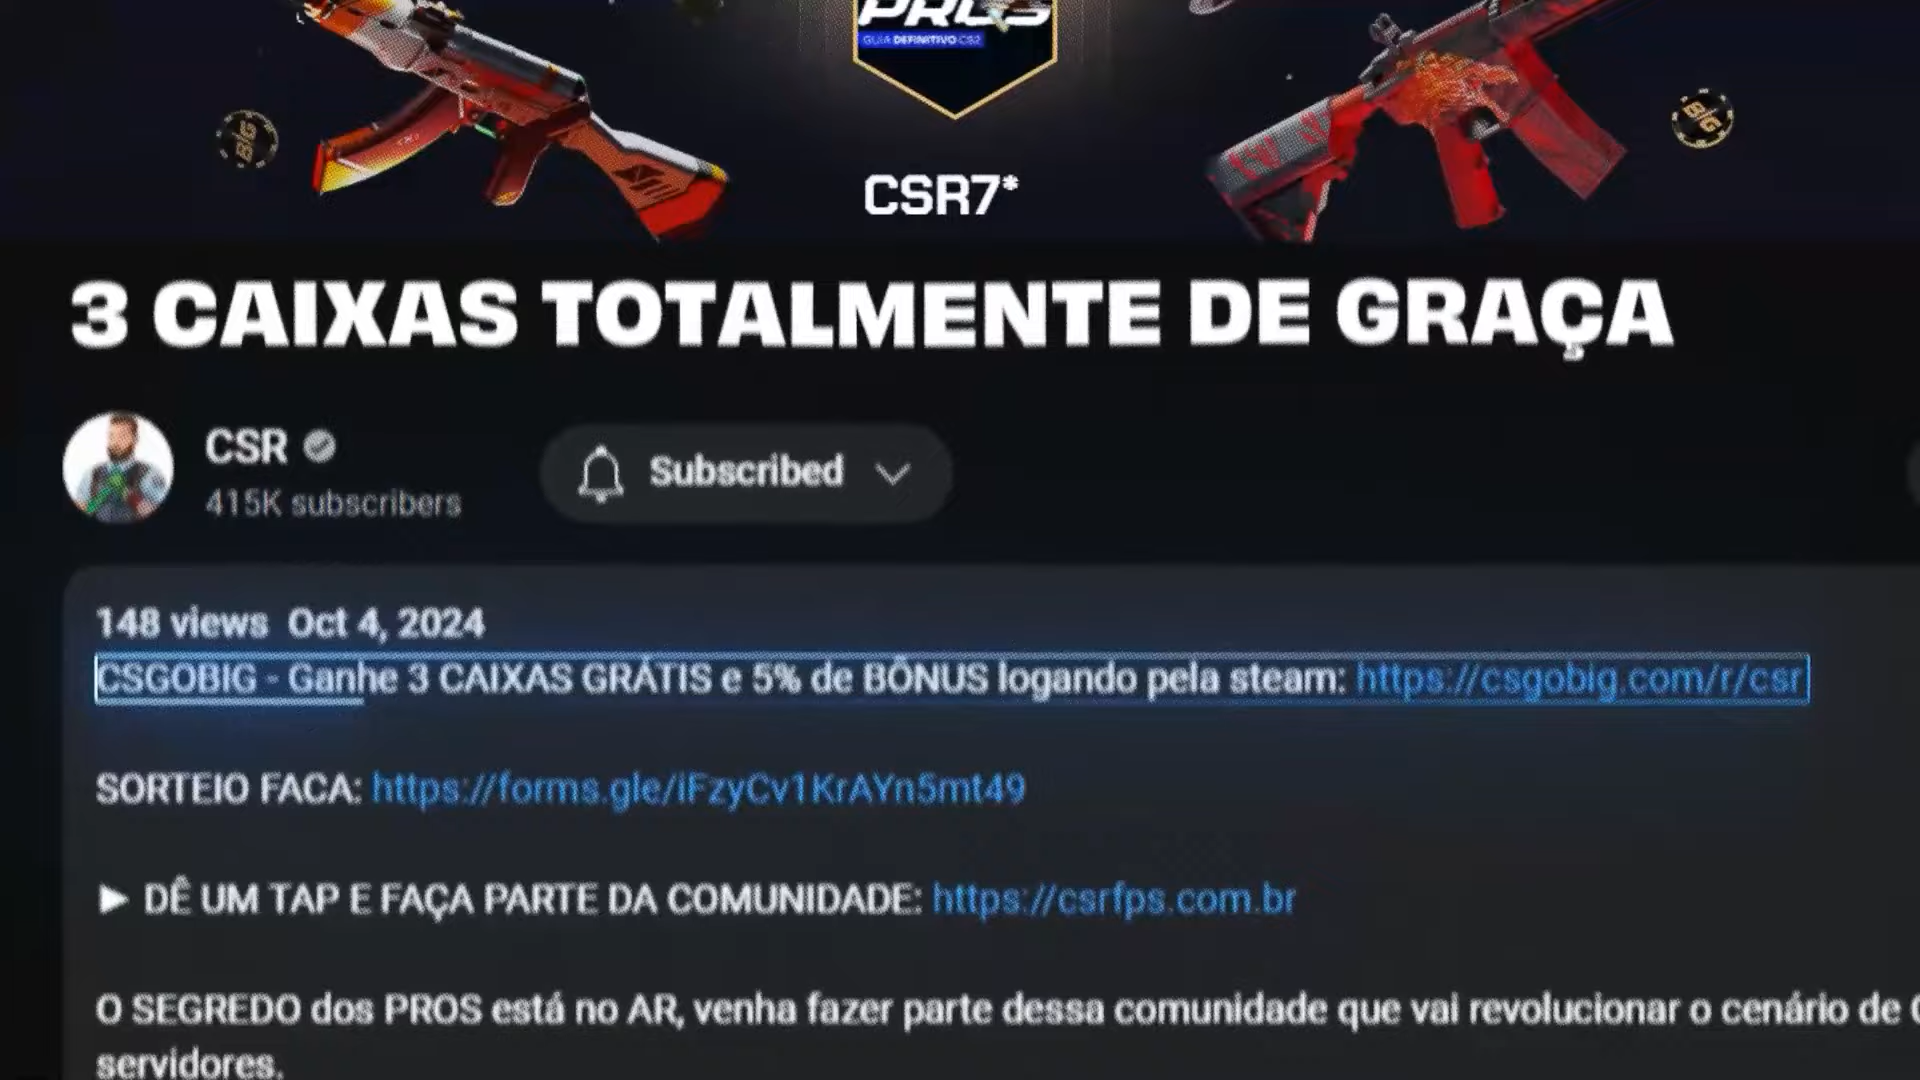 PROS
GUIA DEFINITIVO CS2
BIG
BIG
CSR7*
3 CAIXAS TOTALMENTE DE GRAÇA
CSR
415K subscribers
Subscribed
148 views Oct 4, 2024
CSGOBIG - Ganhe 3 CAIXAS GRÁTIS e 5% de BÔNUS logando pela steam: https://csgobig.com/r/csr
SORTEIO FACA: https://forms.gle/iFzyCv1KrAYn5mt49
► DÊ UM TAP E FAÇA PARTE DA COMUNIDADE: https://csrfps.com.br
O SEGREDO dos PROS está no AR, venha fazer parte dessa comunidade que vai revolucionar o cenário de
servidores.